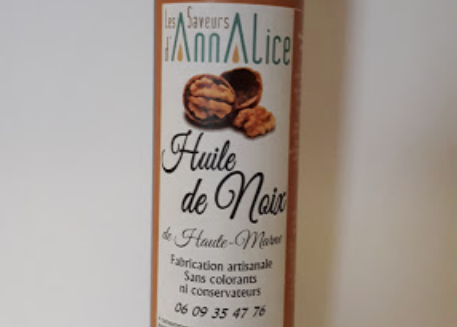 Les Saveurs
d'AnnAlice
Huile
de Noix
de Haute-Marne
Fabrication artisanale
Sans colorants
ni conservateurs
06 09 35 47 76